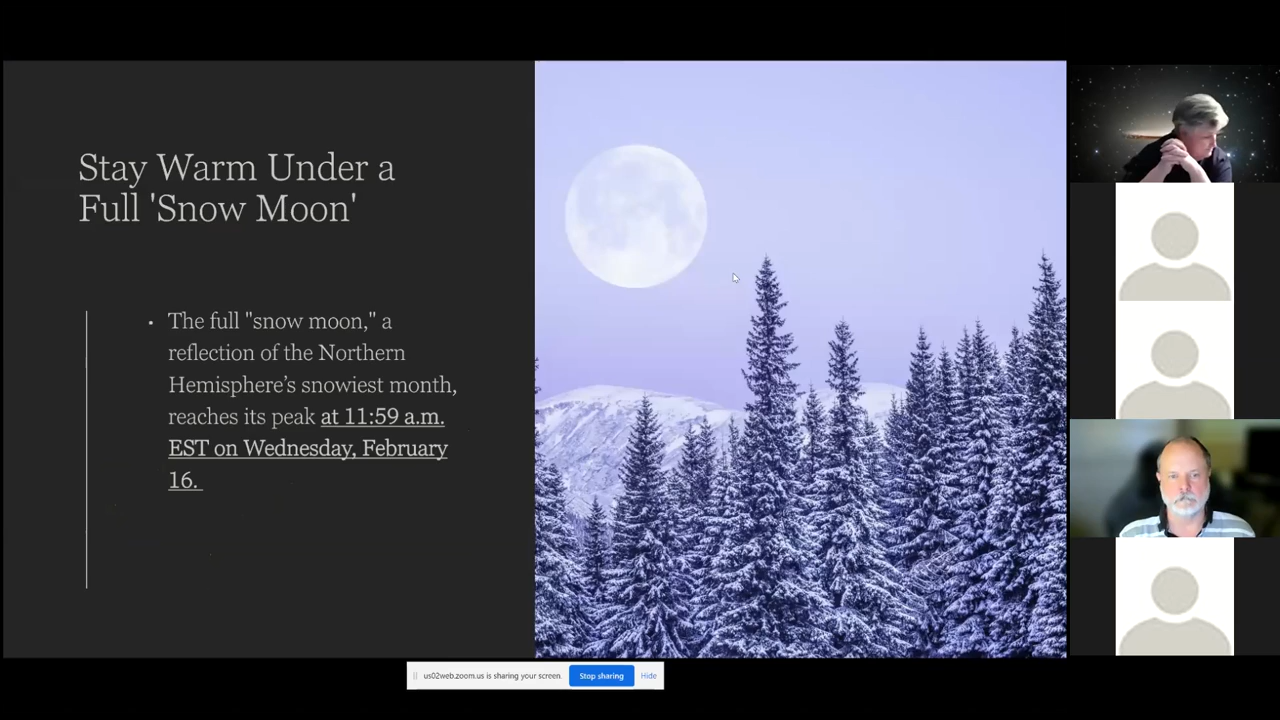 Stay Warm Under a
Full 'Snow Moon'
• The full "snow moon," a
reflection of the Northern
Hemisphere’s snowiest month,
reaches its peak at 11:59 a.m.
EST on Wednesday, February
16.
us02web.zoom.us is sharing your screen.
Stop sharing
Hide